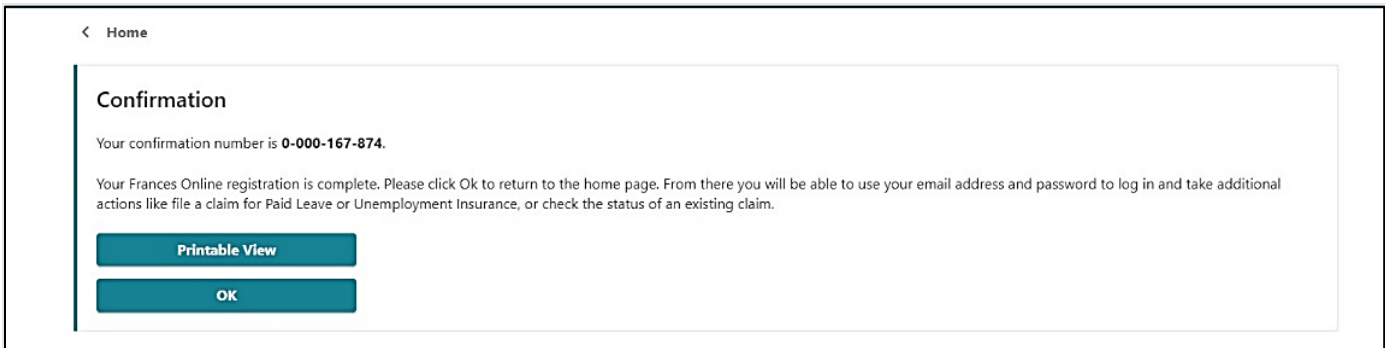 Home
Confirmation
Your confirmation number is 0-000-167-874.
Your Frances Online registration is complete. Please click Ok to return to the home page. From there you will be able to use your email address and password to log in and take additional
actions like file a claim for Paid Leave or Unemployment Insurance, or check the status of an existing claim.
Printable View
OK